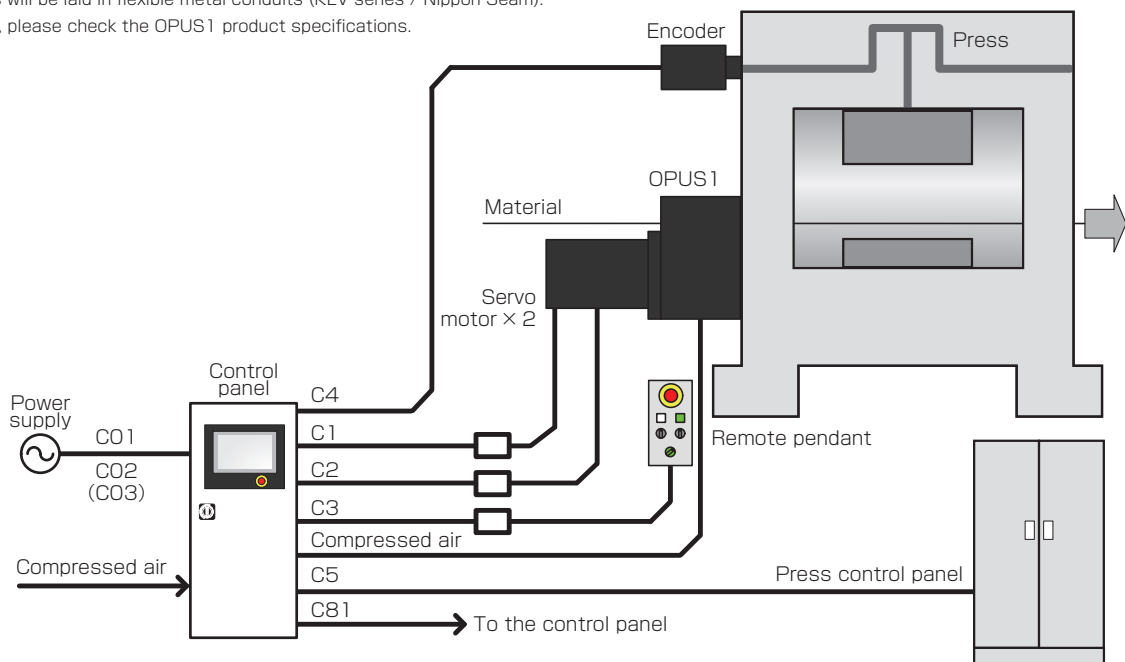 will be laid in flexible metal conduits (KEV series / Nippon Seam).
, please check the OPUS1 product specifications.
Encoder
Press
OPUS1
Material
Servo
motor × 2
Control
panel
Power
supply
C01
C02
(C03)
C4
C1
C2
C3
Compressed air
Remote pendant
Compressed air
C5
Press control panel
C81
To the control panel